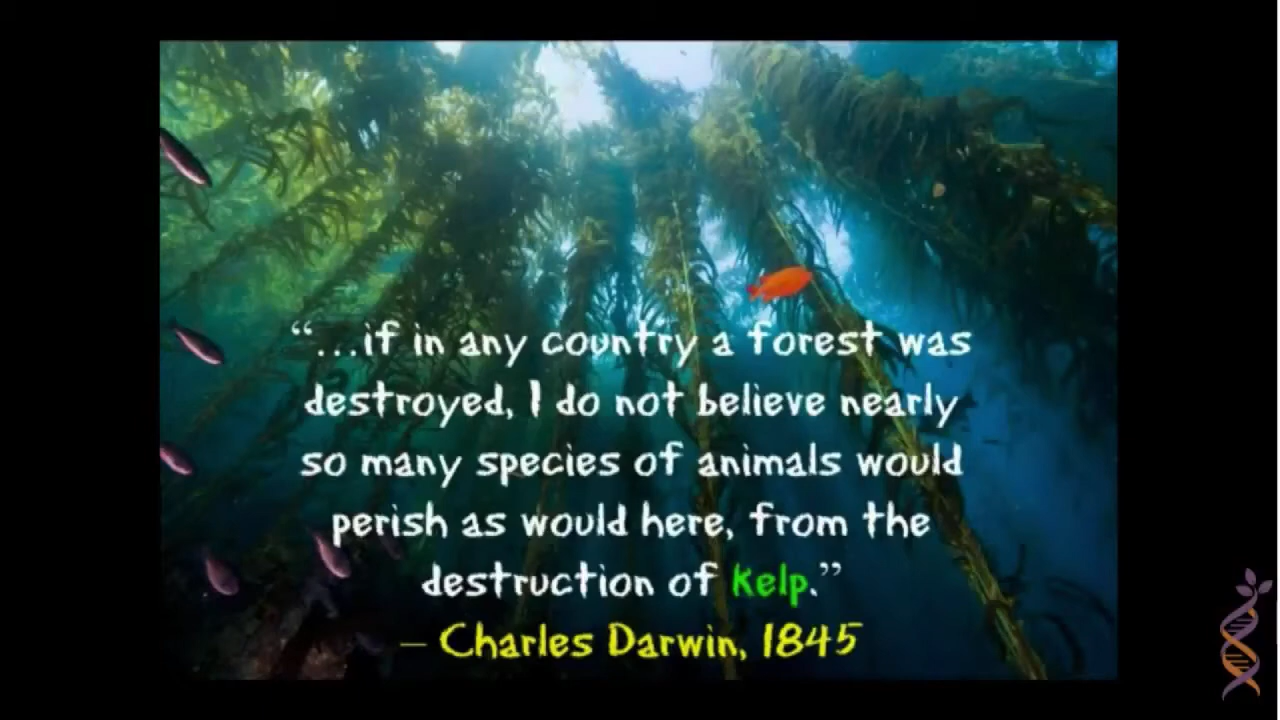 “...if in any country a forest was
destroyed, I do not believe nearly
so many species of animals would
perish as would here, from the
destruction of kelp.”
– Charles Darwin, 1845